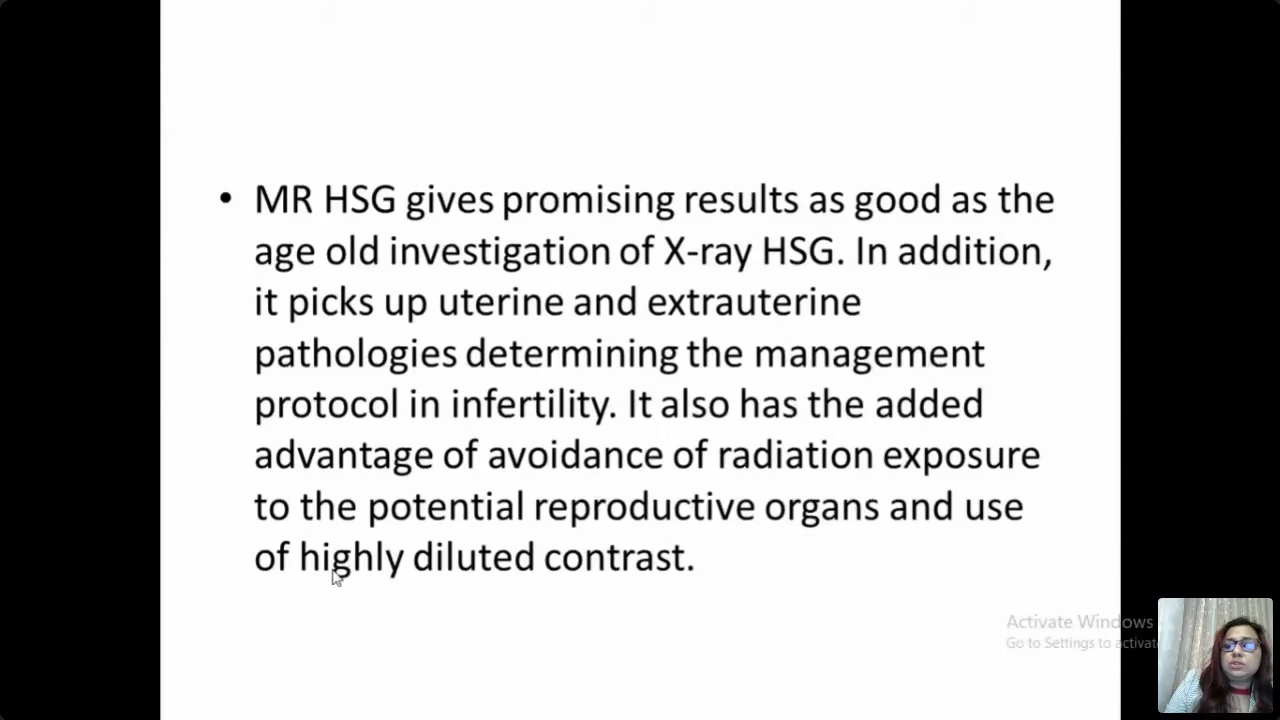 • MR HSG gives promising results as good as the
age old investigation of X-ray HSG. In addition,
it picks up uterine and extrauterine
pathologies determining the management
protocol in infertility. It also has the added
advantage of avoidance of radiation exposure
to the potential reproductive organs and use
of highly diluted contrast.
Activate Windows
Go to Settings to activate